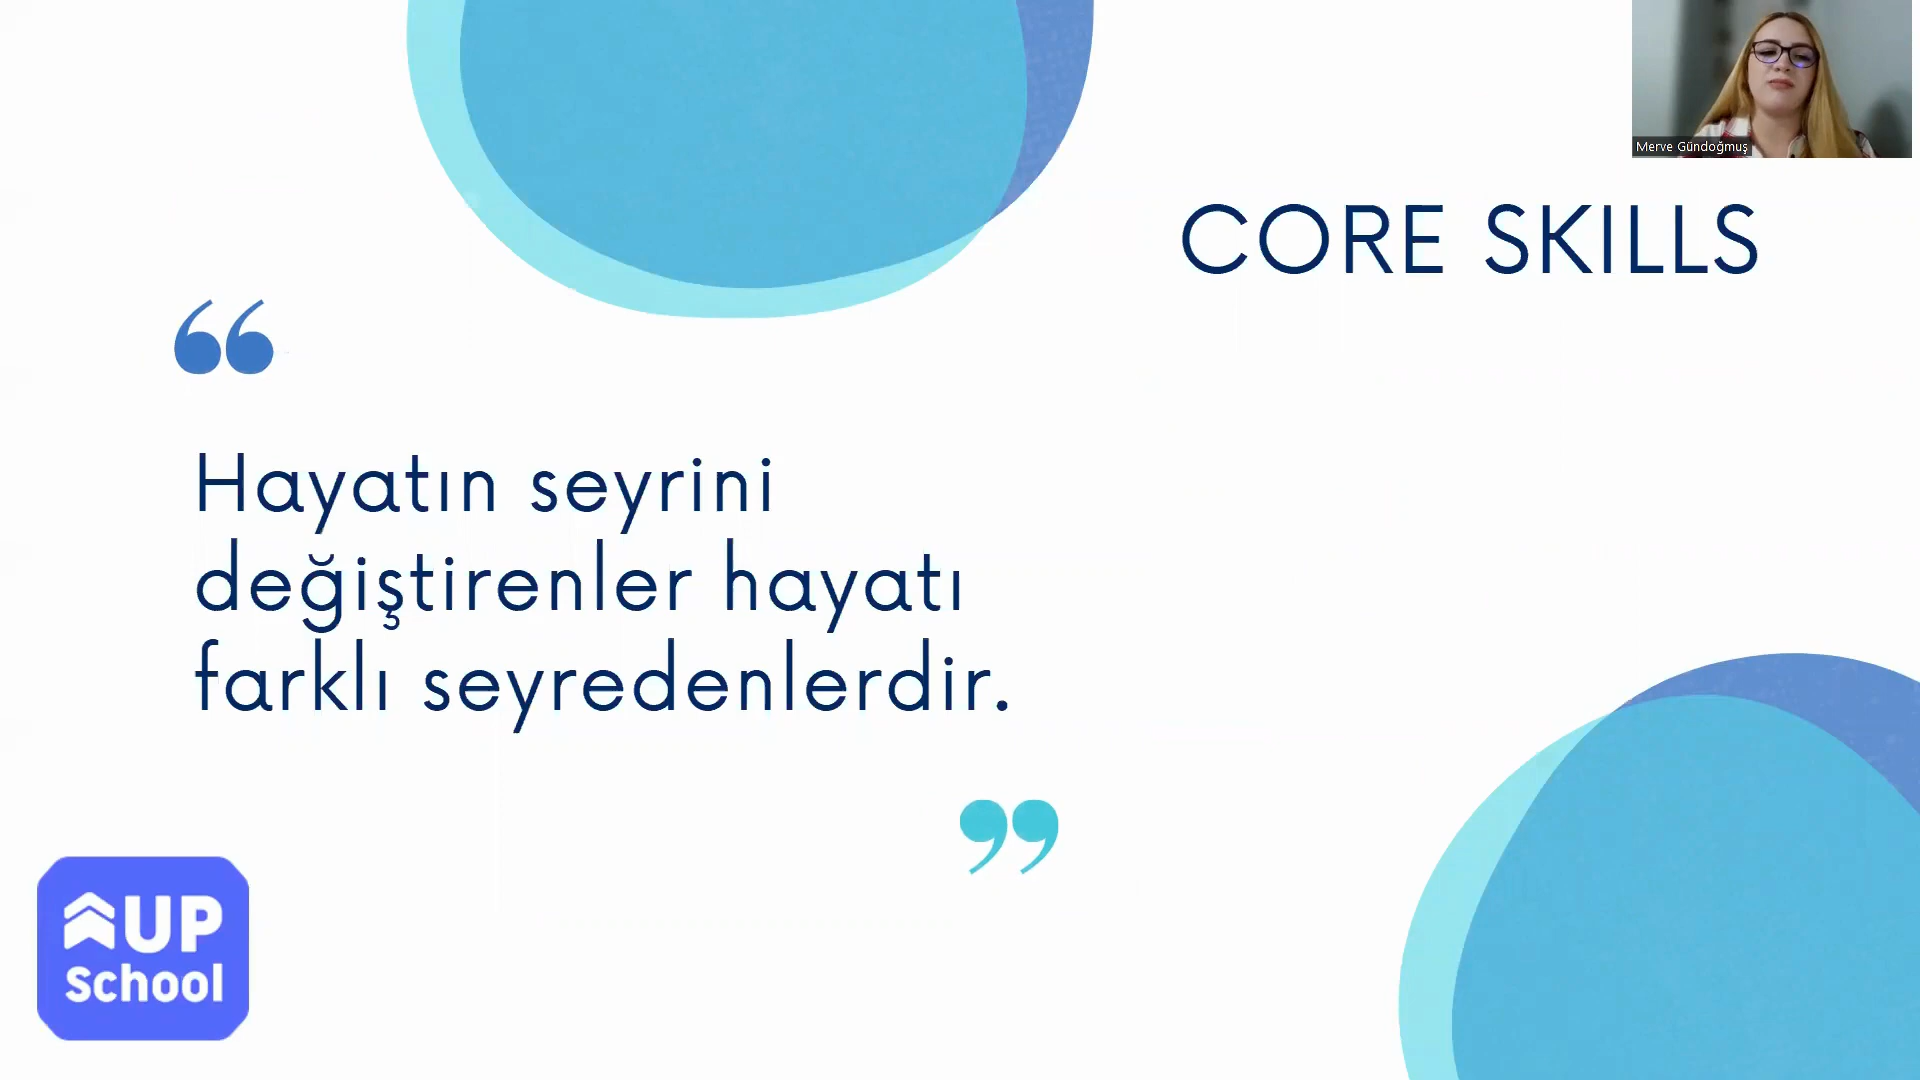 Merve Gündoğmuş
CORE SKILLS
“
Hayatın seyrini
değiştirenler hayatı
farklı seyredenlerdir.
”
UP
School